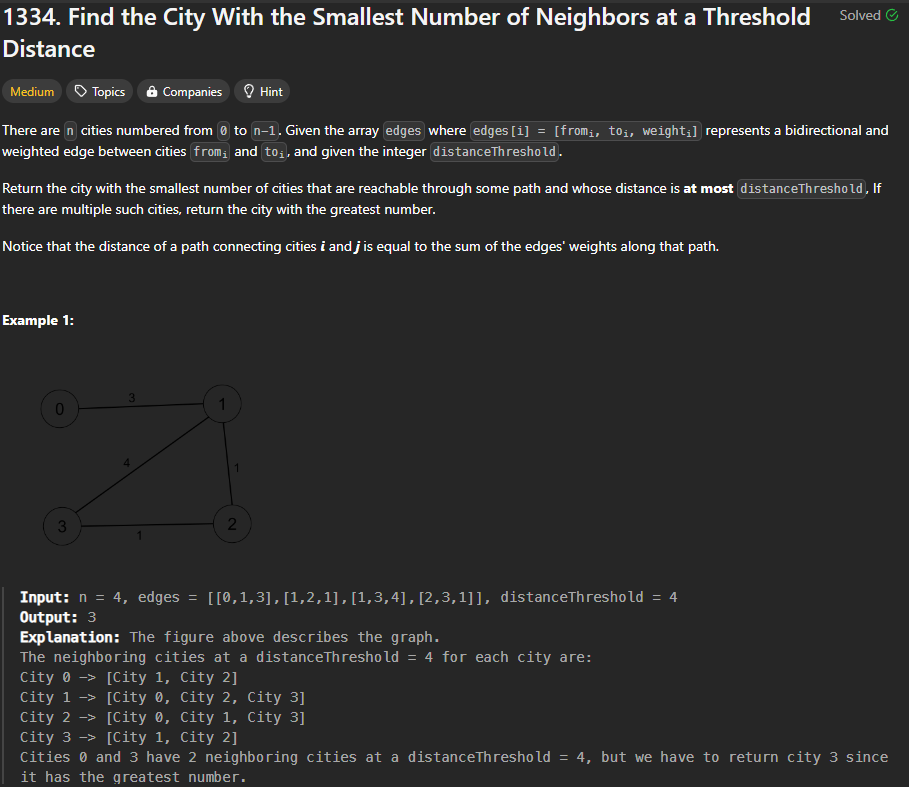 1334. Find the City With the Smallest Number of Neighbors at a Threshold Solved
Distance
Medium Topics Companies Hint
There are n cities numbered from 0 to n-1. Given the array edges where edges[i] = [fromᵢ, toᵢ, weightᵢ] represents a bidirectional and
weighted edge between cities fromᵢ and toᵢ, and given the integer distanceThreshold.
Return the city with the smallest number of cities that are reachable through some path and whose distance is at most distanceThreshold, If
there are multiple such cities, return the city with the greatest number.
Notice that the distance of a path connecting cities i and j is equal to the sum of the edges' weights along that path.
Example 1:
3
0 1
4
1
3 2
1
Input: n = 4, edges = [[0,1,3],[1,2,1],[1,3,4],[2,3,1]], distanceThreshold = 4
Output: 3
Explanation: The figure above describes the graph.
The neighboring cities at a distanceThreshold = 4 for each city are:
City 0 -> [City 1, City 2]
City 1 -> [City 0, City 2, City 3]
City 2 -> [City 0, City 1, City 3]
City 3 -> [City 1, City 2]
Cities 0 and 3 have 2 neighboring cities at a distanceThreshold = 4, but we have to return city 3 since
it has the greatest number.